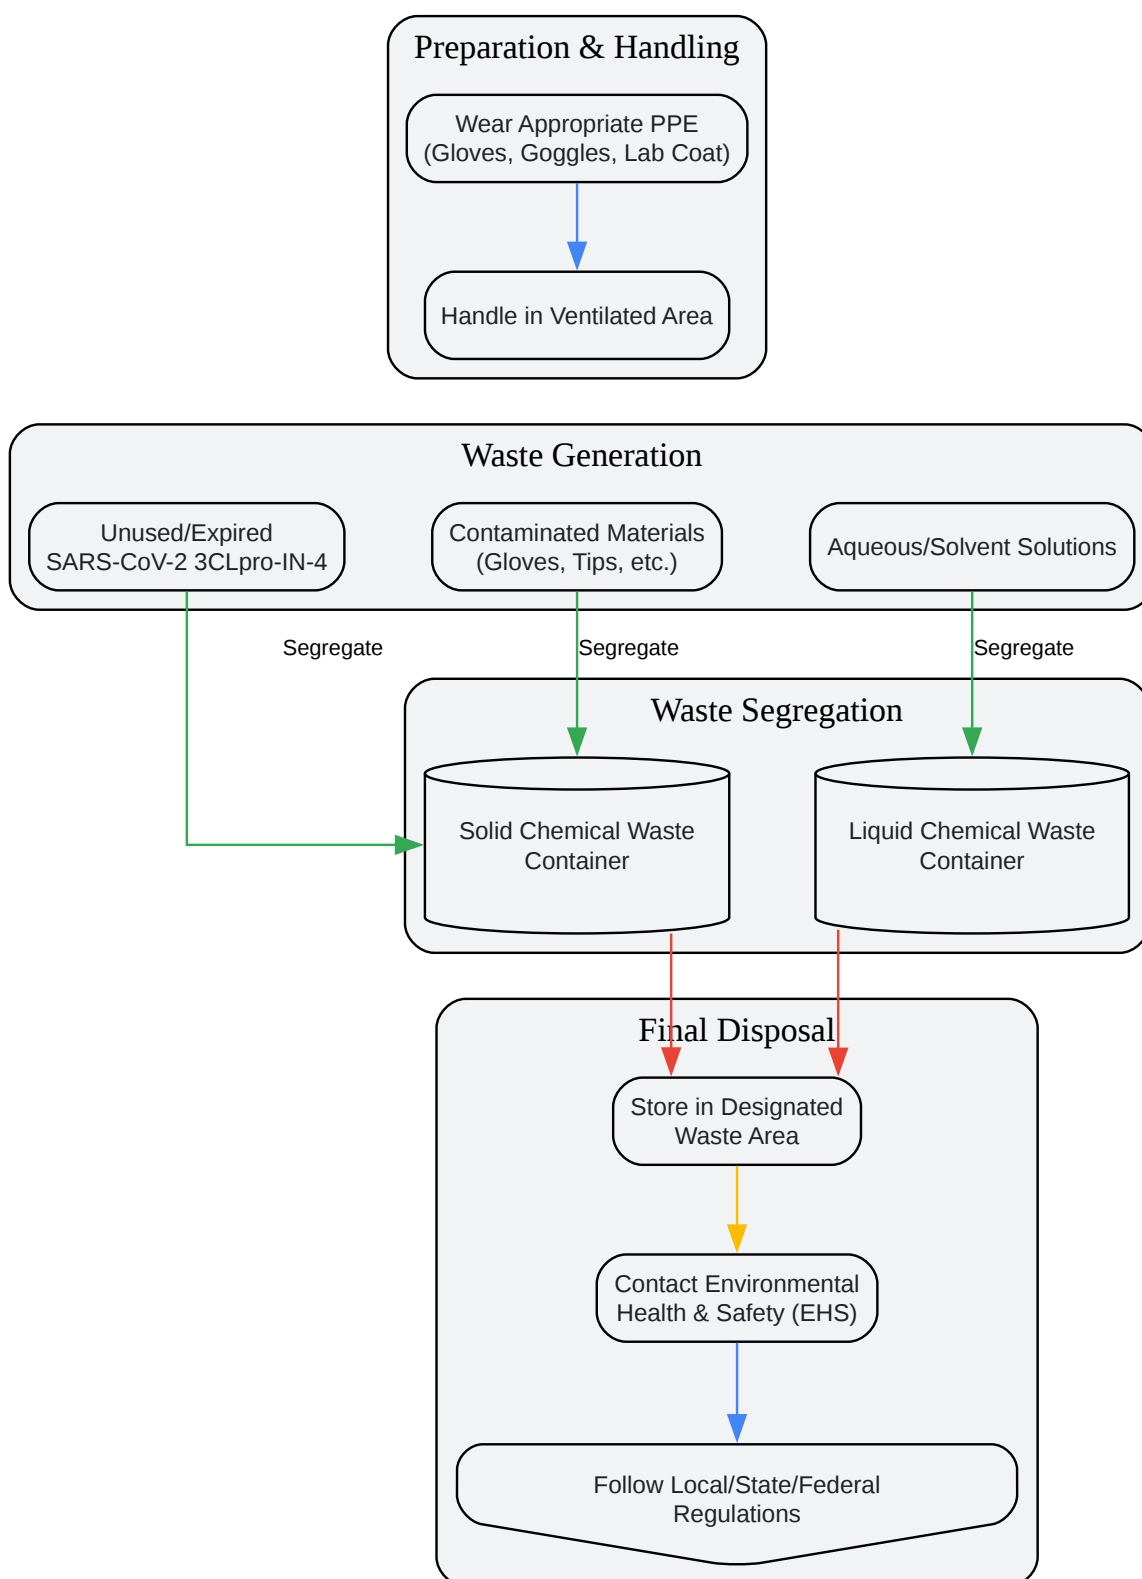 Preparation & Handling
Wear Appropriate PPE
(Gloves, Goggles, Lab Coat)
Handle in Ventilated Area
Waste Generation
Unused/Expired
SARS-CoV-2 3CLpro-IN-4
Contaminated Materials
(Gloves, Tips, etc.)
Aqueous/Solvent Solutions
Segregate
Segregate
Segregate
Waste Segregation
Solid Chemical Waste
Container
Liquid Chemical Waste
Container
Final Disposal
Store in Designated
Waste Area
Contact Environmental
Health & Safety (EHS)
Follow Local/State/Federal
Regulations